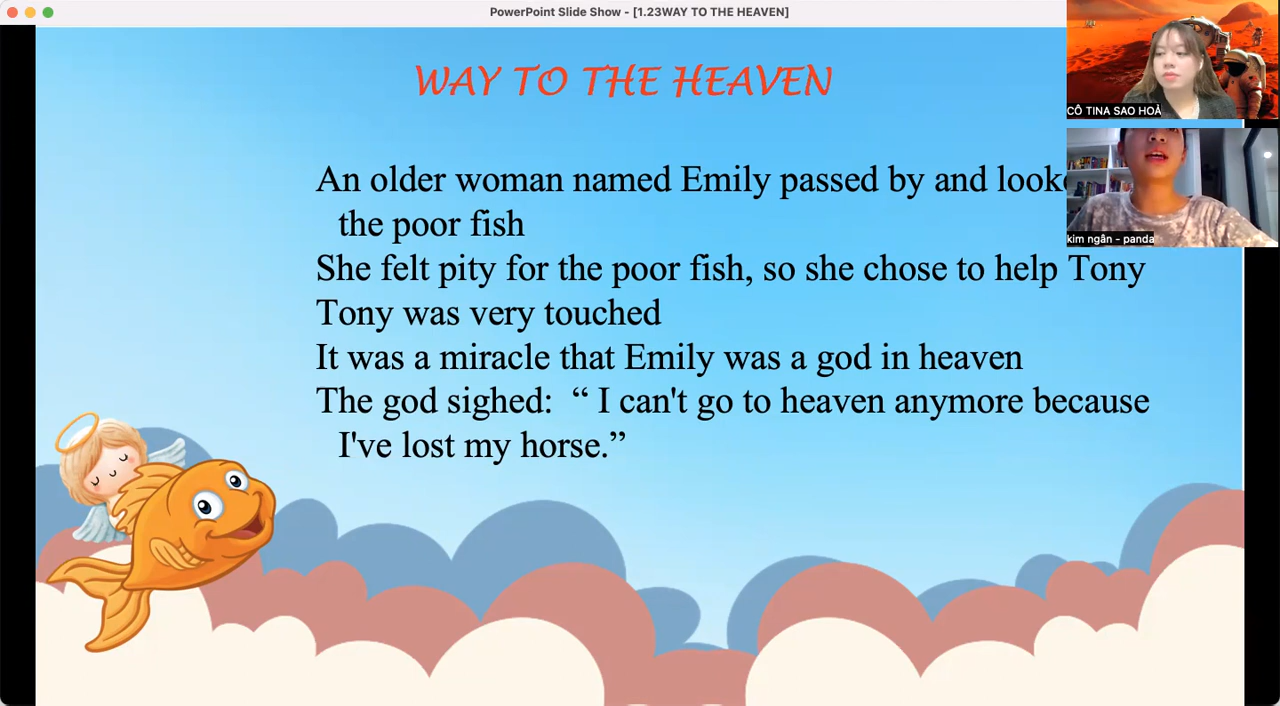 PowerPoint Slide Show - [1.23WAY TO THE HEAVEN]
WAY TO THE HEAVEN
An older woman named Emily passed by and
the poor fish
She felt pity for the poor fish, so she chose to help Tony
Tony was very touched
It was a miracle that Emily was a god in heaven
The god sighed: “ I can't go to heaven anymore because
I've lost my horse.”
CÔ TINA SAO HOẢ
kim ngân - panda